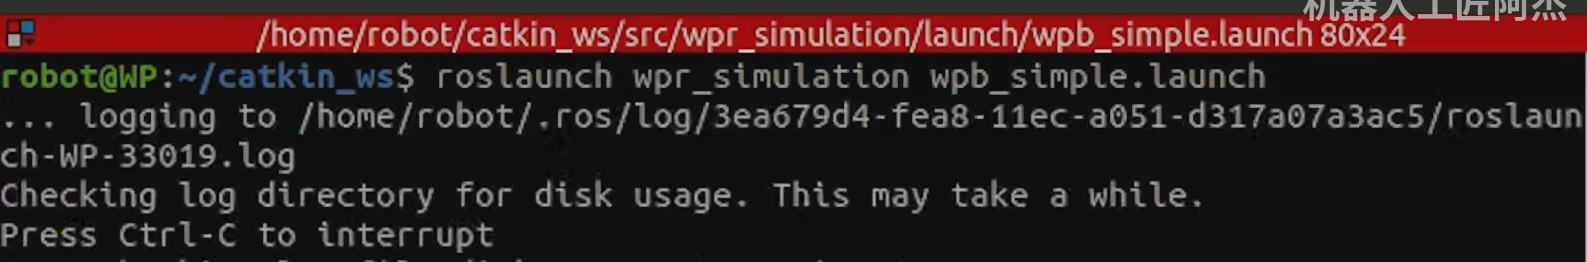 机器人工匠阿杰
/home/robot/catkin_ws/src/wpr_simulation/launch/wpb_simple.launch 80x24
robot@WP:~/catkin_ws$ roslaunch wpr_simulation wpb_simple.launch
... logging to /home/robot/.ros/log/3ea679d4-fea8-11ec-a051-d317a07a3ac5/roslaun
ch-WP-33019.log
Checking log directory for disk usage. This may take a while.
Press Ctrl-C to interrupt